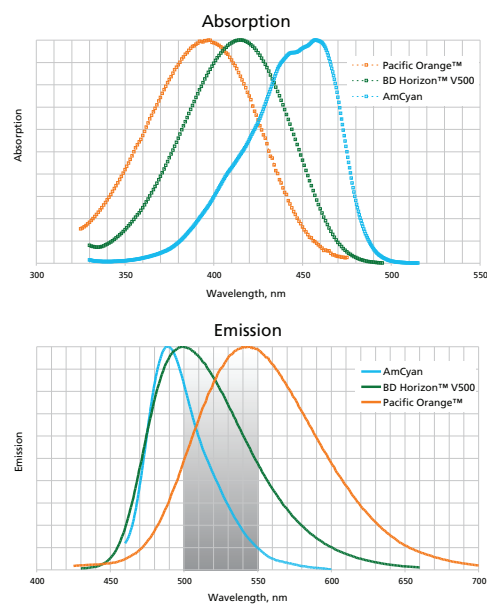 Absorption
Pacific Orange™
BD Horizon™ V500
AmCyan
Absorption
300 350 400 450 500 550
Wavelength, nm
Emission
AmCyan
BD Horizon™ V500
Pacific Orange™
Emission
400 450 500 550 600 650 700
Wavelength, nm